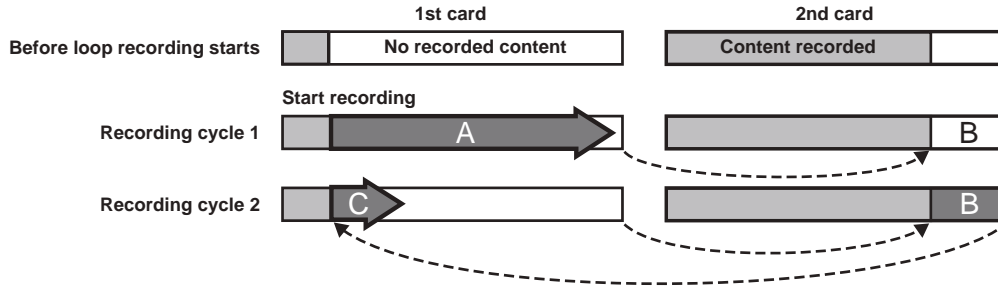 1st card
2nd card
Before loop recording starts
No recorded content
Content recorded
Start recording
Recording cycle 1
A
B
Recording cycle 2
C
B